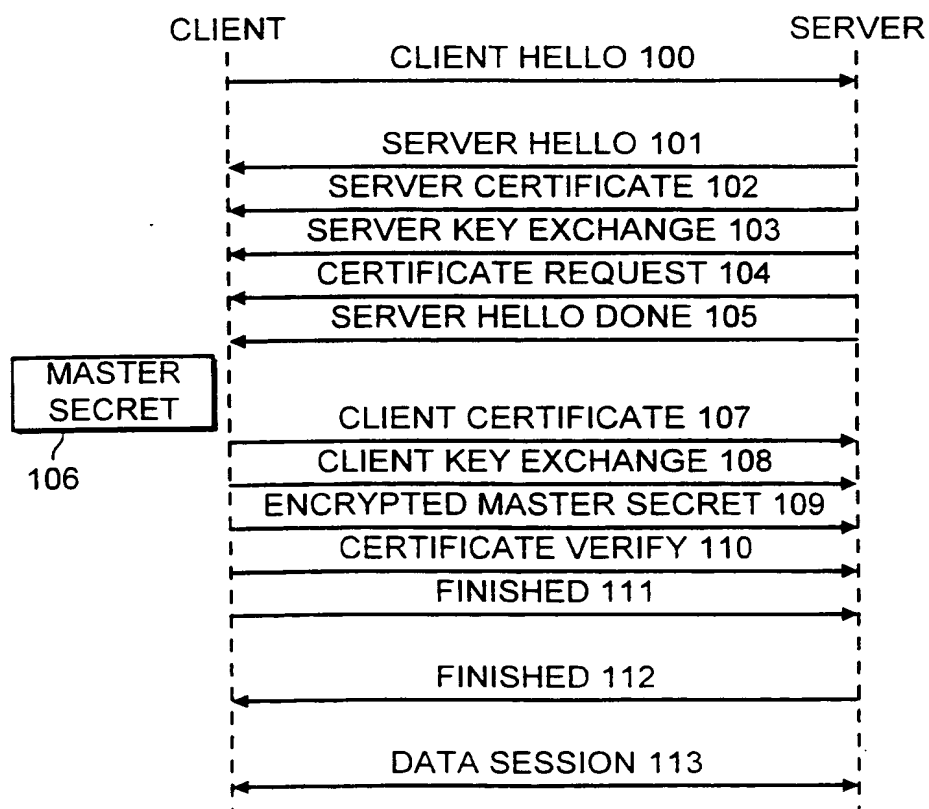 CLIENT
SERVER
CLIENT HELLO 100
SERVER HELLO 101
SERVER CERTIFICATE 102
SERVER KEY EXCHANGE 103
CERTIFICATE REQUEST 104
SERVER HELLO DONE 105
MASTER
SECRET
106
CLIENT CERTIFICATE 107
CLIENT KEY EXCHANGE 108
ENCRYPTED MASTER SECRET 109
CERTIFICATE VERIFY 110
FINISHED 111
FINISHED 112
DATA SESSION 113